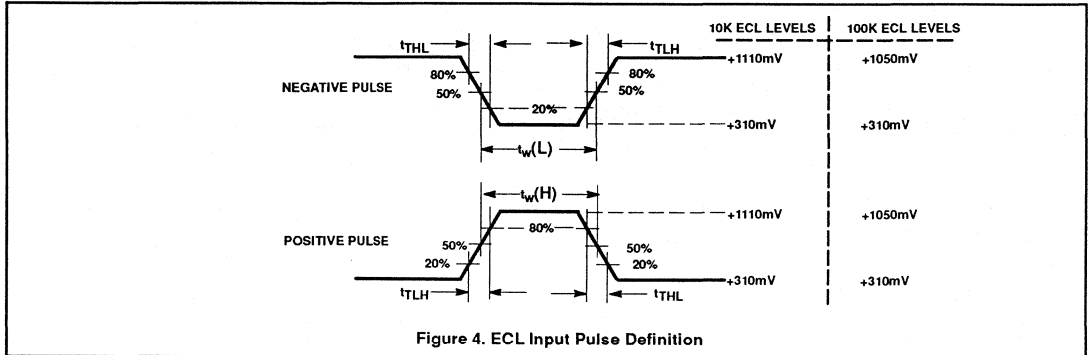 10K ECL LEVELS 100K ECL LEVELS
tTHL tTLH +1110mV +1050mV
80% 80%
NEGATIVE PULSE 50% 50%
20%
+310mV +310mV
tw(L)
tw(H)
+1110mV +1050mV
80%
POSITIVE PULSE 50% 50%
20% 20%
+310mV +310mV
tTLH tTHL
Figure 4. ECL Input Pulse Definition